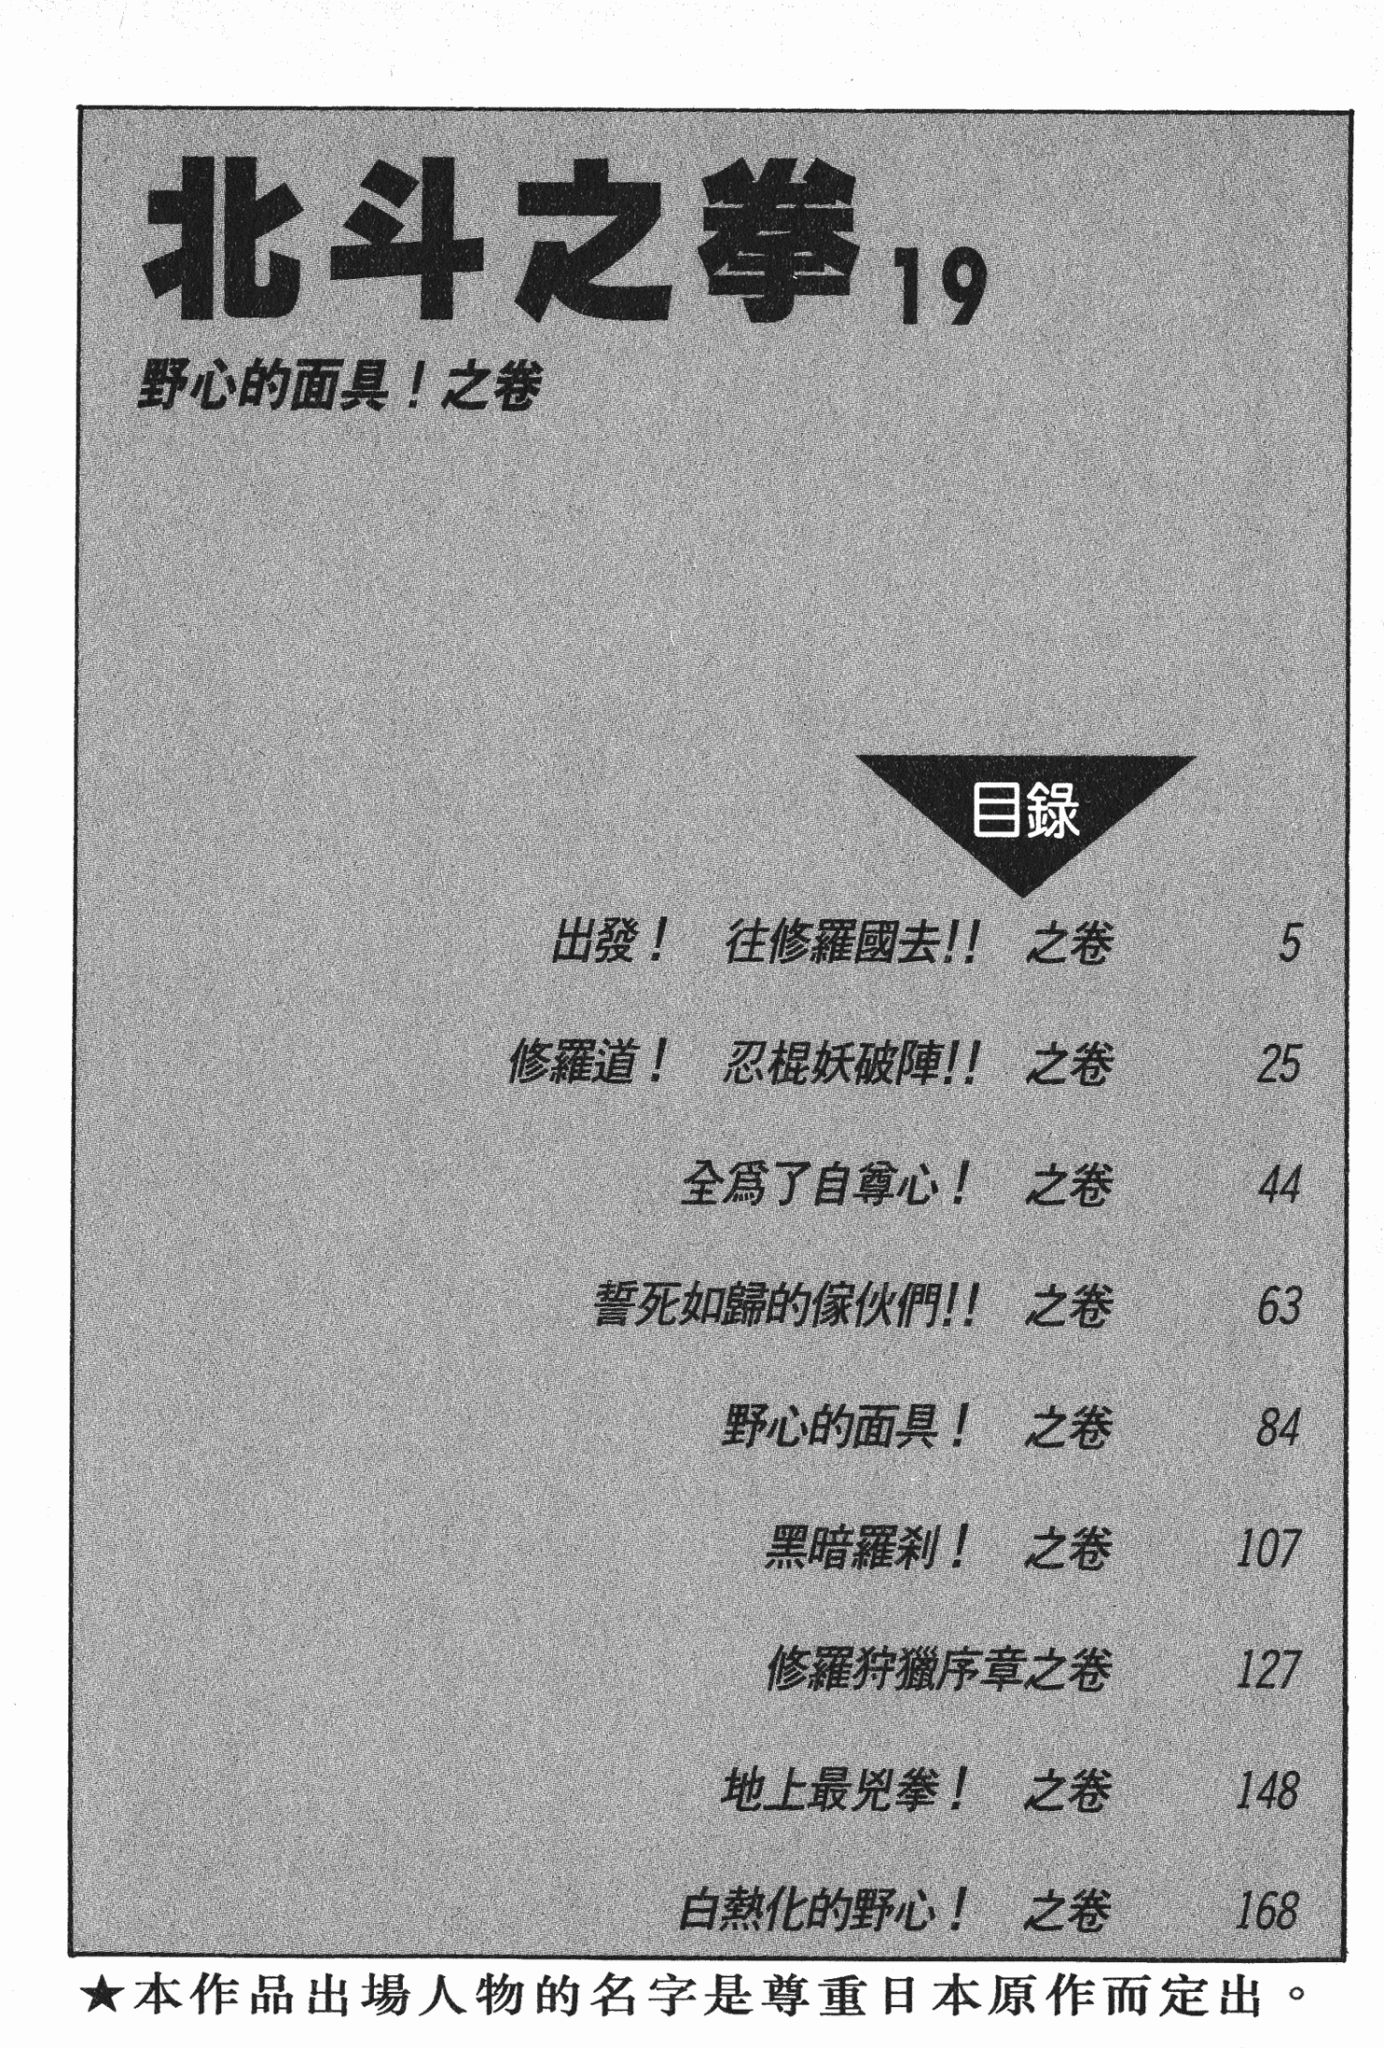 北斗之拳 19
野心的面具！之卷
目錄
出發！ 往修羅國去!! 之卷 5
修羅道！ 忍棍妖破陣!! 之卷 25
全爲了自尊心！ 之卷 44
誓死如歸的傢伙們!! 之卷 63
野心的面具！ 之卷 84
黑暗羅剎！ 之卷 107
修羅狩獵序章之卷 127
地上最兇拳！ 之卷 148
白熱化的野心！ 之卷 168
★本作品出場人物的名字是尊重日本原作而定出。